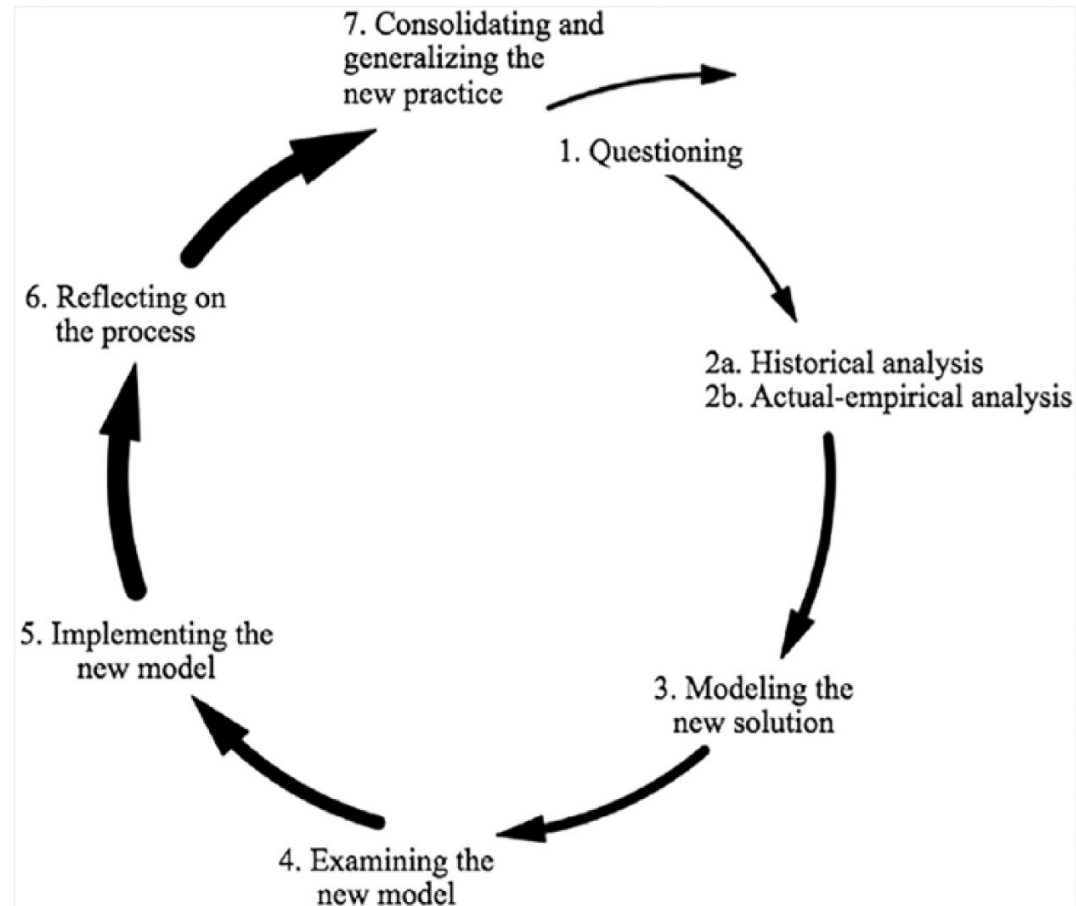 7. Consolidating and
generalizing the
new practice
1. Questioning
2a. Historical analysis
2b. Actual-empirical analysis
3. Modeling the
new solution
4. Examining the
new model
5. Implementing the
new model
6. Reflecting on
the process